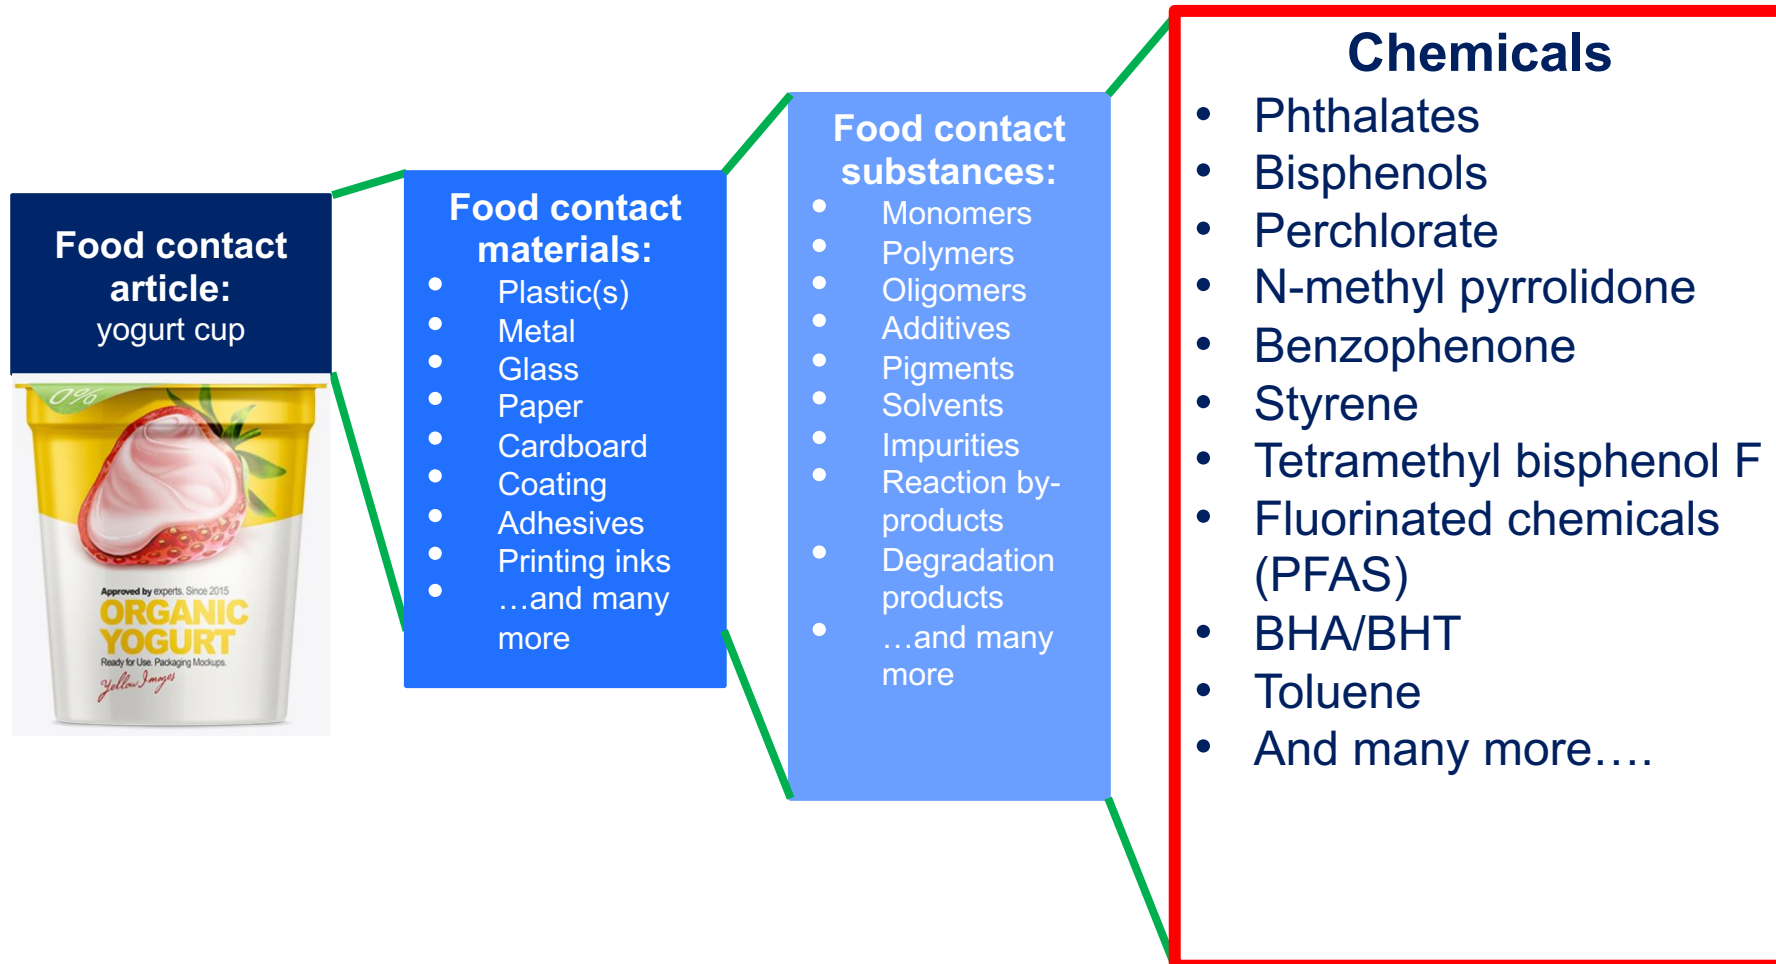 Food contact
article:
yogurt cup
0%
Approved by experts. Since 2015
ORGANIC
YOGURT
Ready for Use. Packaging Mockups.
Yellow Images
Food contact
materials:
• Plastic(s)
• Metal
• Glass
• Paper
• Cardboard
• Coating
• Adhesives
• Printing inks
• …and many
more
Food contact
substances:
• Monomers
• Polymers
• Oligomers
• Additives
• Pigments
• Solvents
• Impurities
• Reaction by-
products
• Degradation
products
• …and many
more
Chemicals
• Phthalates
• Bisphenols
• Perchlorate
• N-methyl pyrrolidone
• Benzophenone
• Styrene
• Tetramethyl bisphenol F
• Fluorinated chemicals
(PFAS)
• BHA/BHT
• Toluene
• And many more….